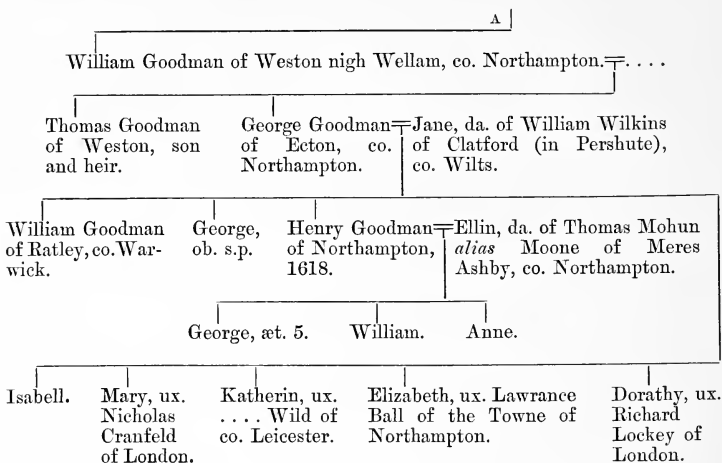 A
William Goodman of Weston nigh Wellam, co. Northampton.=. . . .
Thomas Goodman
of Weston, son
and heir.
George Goodman=
of Ecton, co.
Northampton.
Jane, da. of William Wilkins
of Clatford (in Pershute),
co. Wilts.
William Goodman
of Ratley, co. War-
wick.
George,
ob. s.p.
Henry Goodman=
of Northampton,
1618.
Ellin, da. of Thomas Mohun
alias Moone of Meres
Ashby, co. Northampton.
George, æt. 5.
William.
Anne.
Isabell.
Mary, ux.
Nicholas
Cranfeld
of London.
Katherin, ux.
. . . . Wild of
co. Leicester.
Elizabeth, ux. Lawrance
Ball of the Towne of
Northampton.
Dorathy, ux.
Richard
Lockey of
London.